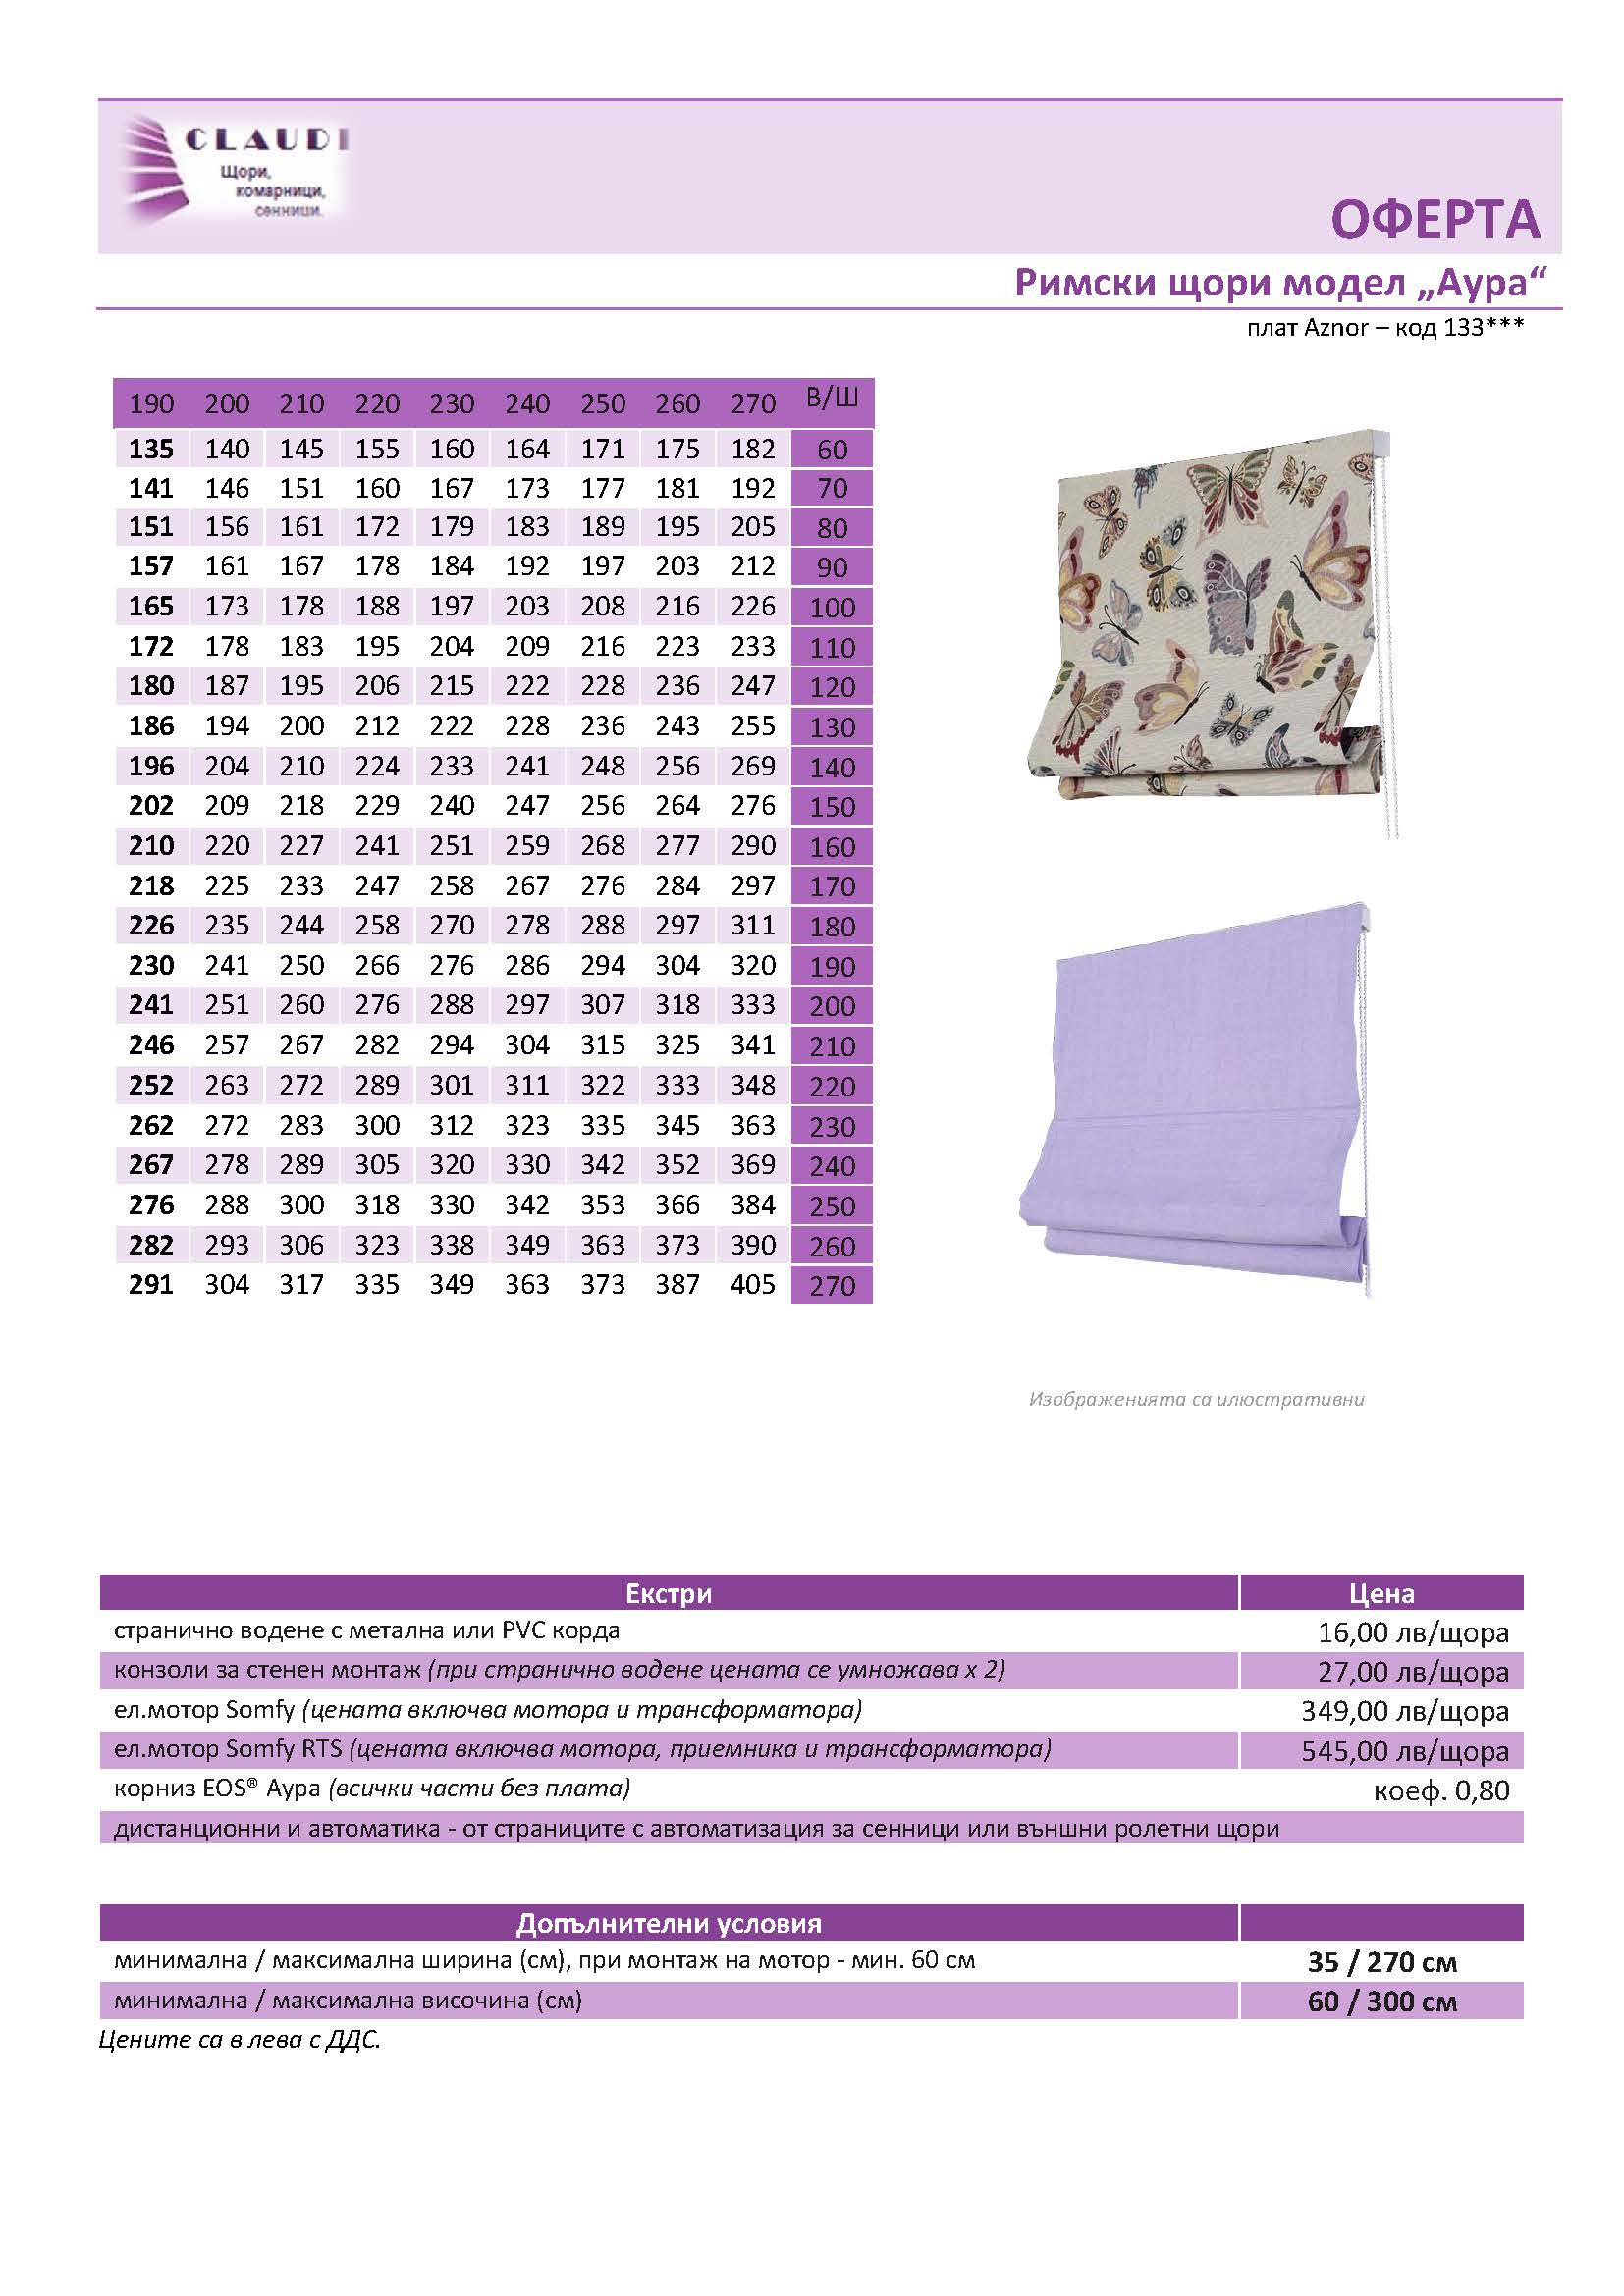 CLAUDI
Щори,
комарници,
сенници.
ОФЕРТА
Римски щори модел „Аура“
плат Aznor – код 133***
190 200 210 220 230 240 250 260 270 В/Ш
135 140 145 155 160 164 171 175 182 60
141 146 151 160 167 173 177 181 192 70
151 156 161 172 179 183 189 195 205 80
157 161 167 178 184 192 197 203 212 90
165 173 178 188 197 203 208 216 226 100
172 178 183 195 204 209 216 223 233 110
180 187 195 206 215 222 228 236 247 120
186 194 200 212 222 228 236 243 255 130
196 204 210 224 233 241 248 256 269 140
202 209 218 229 240 247 256 264 276 150
210 220 227 241 251 259 268 277 290 160
218 225 233 247 258 267 276 284 297 170
226 235 244 258 270 278 288 297 311 180
230 241 250 266 276 286 294 304 320 190
241 251 260 276 288 297 307 318 333 200
246 257 267 282 294 304 315 325 341 210
252 263 272 289 301 311 322 333 348 220
262 272 283 300 312 323 335 345 363 230
267 278 289 305 320 330 342 352 369 240
276 288 300 318 330 342 353 366 384 250
282 293 306 323 338 349 363 373 390 260
291 304 317 335 349 363 373 387 405 270
Изображенията са илюстративни
Екстри Цена
странично водене с метална или PVC корда 16,00 лв/щора
конзоли за стенен монтаж (при странично водене цената се умножава х 2) 27,00 лв/щора
ел.мотор Somfy (цената включва мотора и трансформатора) 349,00 лв/щора
ел.мотор Somfy RTS (цената включва мотора, приемника и трансформатора) 545,00 лв/щора
корниз EOS® Аура (всички части без плата) коеф. 0,80
дистанционни и автоматика - от страниците с автоматизация за сенници или външни ролетни щори
Допълнителни условия
минимална / максимална ширина (см), при монтаж на мотор - мин. 60 см 35 / 270 см
минимална / максимална височина (см) 60 / 300 см
Цените са в лева с ДДС.